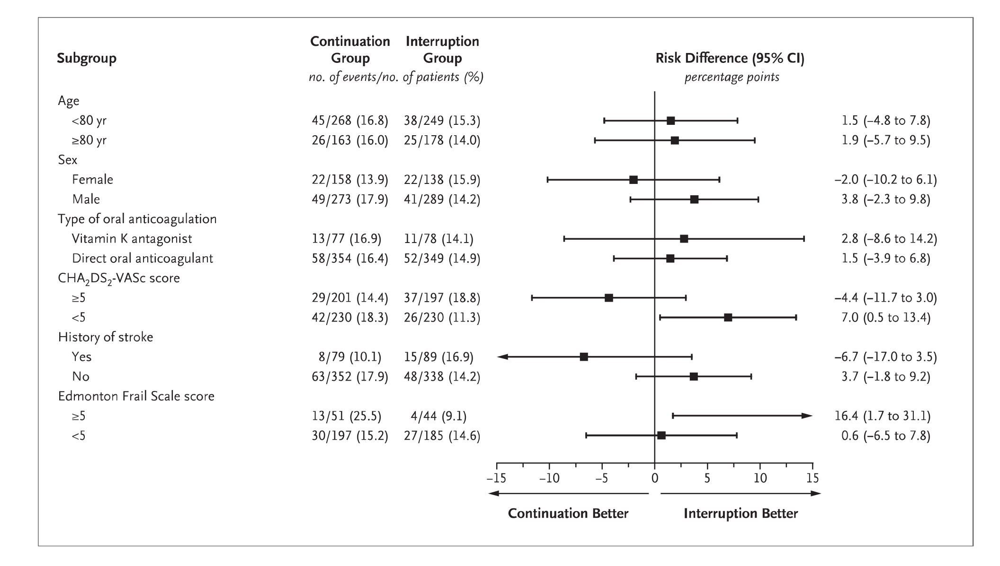 Subgroup Continuation Group Interruption Group Risk Difference (95% CI)
no. of events/no. of patients (%) percentage points
Age
<80 yr 45/268 (16.8) 38/249 (15.3) 1.5 (–4.8 to 7.8)
≥80 yr 26/163 (16.0) 25/178 (14.0) 1.9 (–5.7 to 9.5)
Sex
Female 22/158 (13.9) 22/138 (15.9) –2.0 (–10.2 to 6.1)
Male 49/273 (17.9) 41/289 (14.2) 3.8 (–2.3 to 9.8)
Type of oral anticoagulation
Vitamin K antagonist 13/77 (16.9) 11/78 (14.1) 2.8 (–8.6 to 14.2)
Direct oral anticoagulant 58/354 (16.4) 52/349 (14.9) 1.5 (–3.9 to 6.8)
CHA₂DS₂-VASc score
≥5 29/201 (14.4) 37/197 (18.8) –4.4 (–11.7 to 3.0)
<5 42/230 (18.3) 26/230 (11.3) 7.0 (0.5 to 13.4)
History of stroke
Yes 8/79 (10.1) 15/89 (16.9) –6.7 (–17.0 to 3.5)
No 63/352 (17.9) 48/338 (14.2) 3.7 (–1.8 to 9.2)
Edmonton Frail Scale score
≥5 13/51 (25.5) 4/44 (9.1) 16.4 (1.7 to 31.1)
<5 30/197 (15.2) 27/185 (14.6) 0.6 (–6.5 to 7.8)
–15 –10 –5 0 5 10 15
Continuation Better Interruption Better